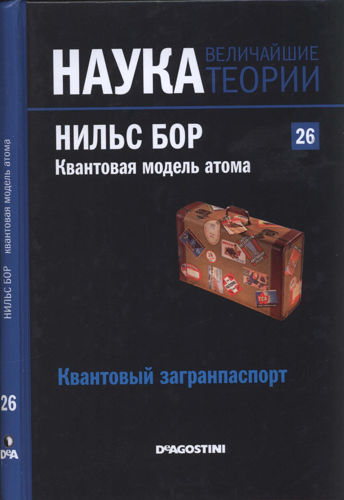 НАУКА
ВЕЛИЧАЙШИЕ
ТЕОРИИ
НИЛЬС БОР
26
Квантовая модель атома
Квантовый загранпаспорт
DeAGOSTINI
НИЛЬС БОР квантовая модель атома
26
DeA